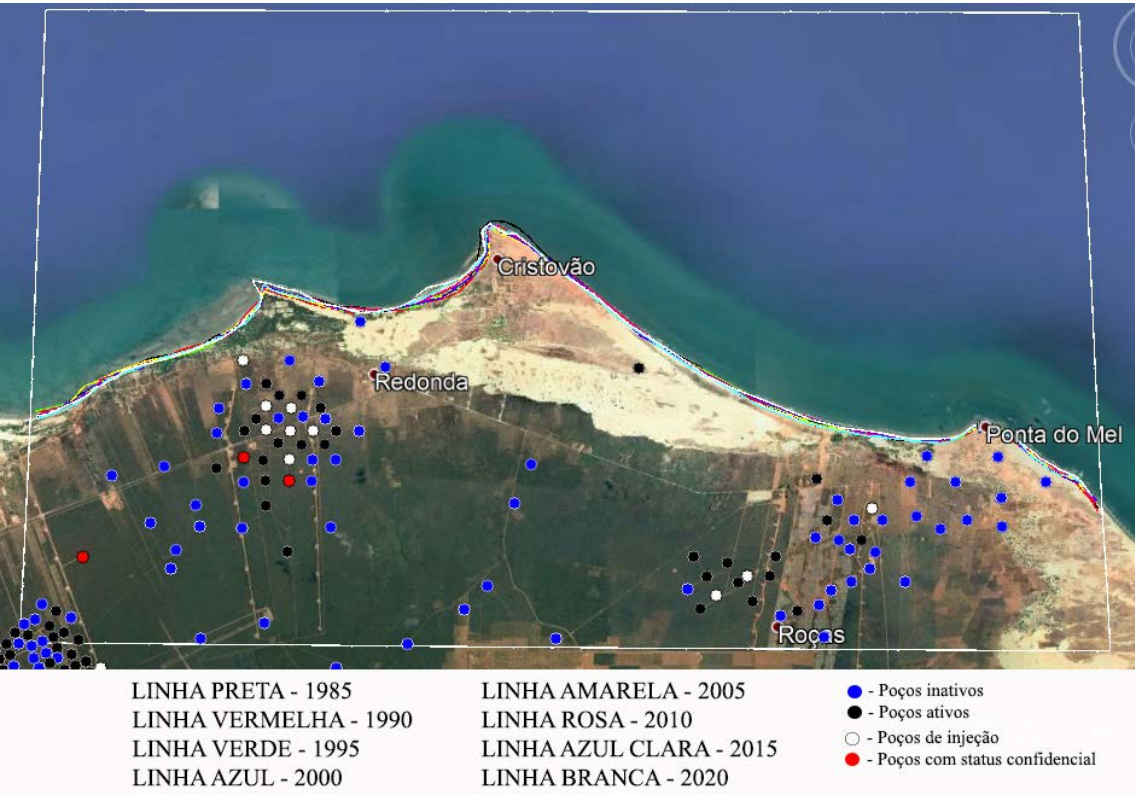 Cristovão
Redonda
Ponta do Mel
Roças
LINHA PRETA - 1985
LINHA VERMELHA - 1990
LINHA VERDE - 1995
LINHA AZUL - 2000
LINHA AMARELA - 2005
LINHA ROSA - 2010
LINHA AZUL CLARA - 2015
LINHA BRANCA - 2020
- Poços inativos
- Poços ativos
- Poços de injeção
- Poços com status confidencial